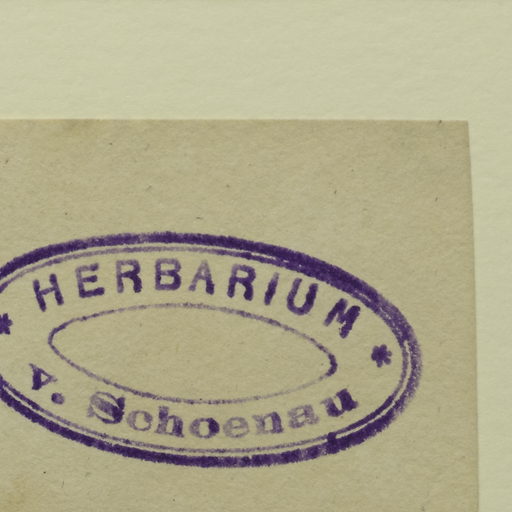 HERBARIUM
* *
v. Schoenau